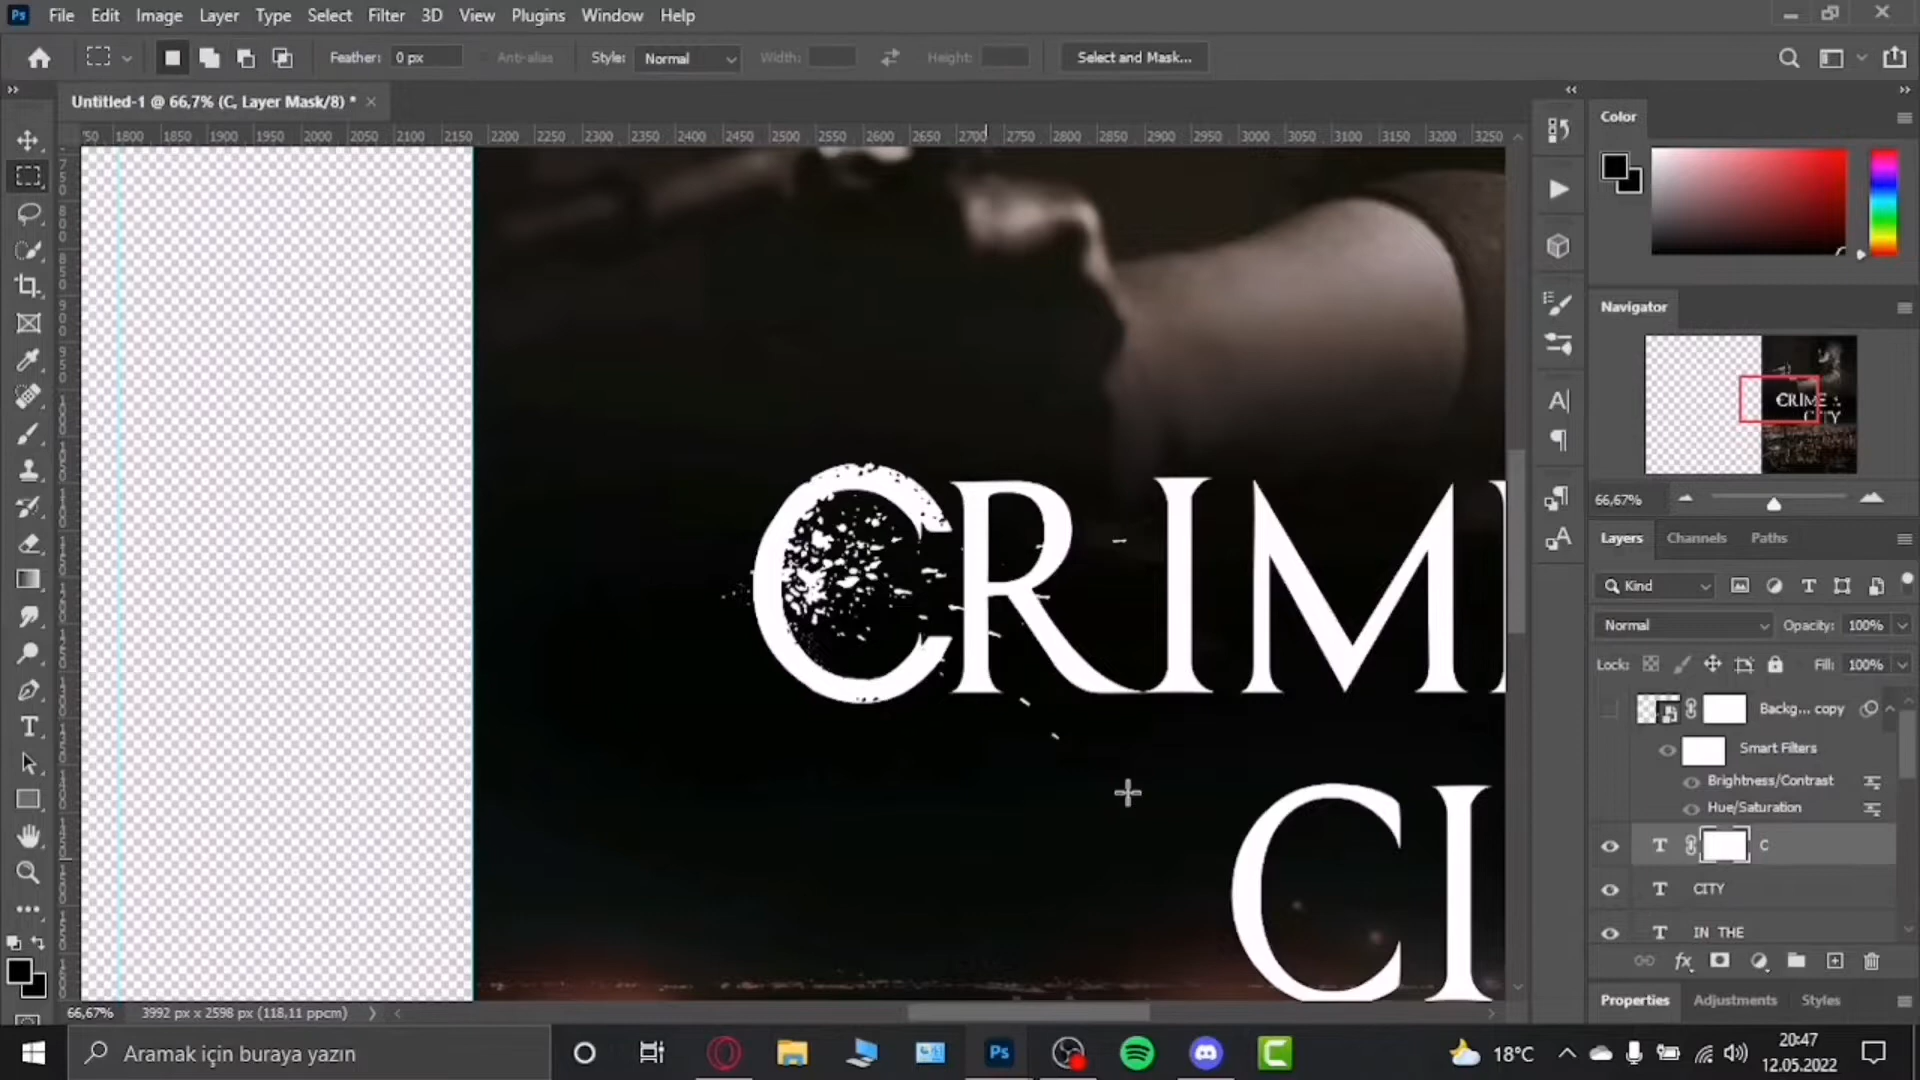 Ps File Edit Image Layer Type Select Filter 3D View Plugins Window Help
Feather: 0 px Anti-alias Style: Normal Width: Height: Select and Mask...
Untitled-1 @ 66,7% (C, Layer Mask/8) *
1800 1850 1900 1950 2000 2050 2100 2150 2200 2250 2300 2350 2400 2450 2500 2550 2600 2650 2700 2750 2800 2850 2900 2950 3000 3050 3100 3150 3200 3250
Color
Navigator
CRIME
CITY
66,67%
Layers Channels Paths
Kind
Normal Opacity: 100%
Lock: Fill: 100%
Backg... copy
Smart Filters
Brightness/Contrast
Hue/Saturation
T C
T CITY
T IN THE
Properties Adjustments Styles
CRIME
CI
66,67% 3992 px x 2598 px (118,11 ppcm)
Aramak için buraya yazın
Ps
18°C
20:47
12.05.2022